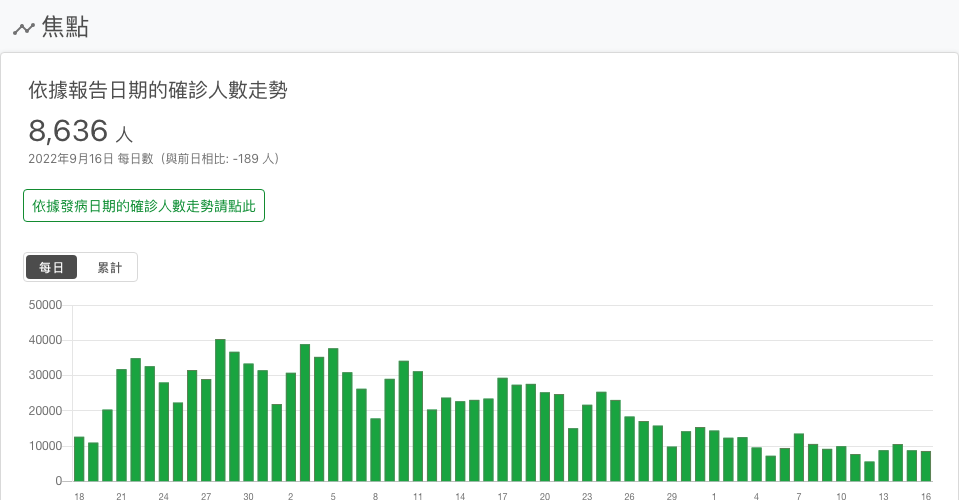 焦點
依據報告日期的確診人數走勢
8,636 人
2022年9月16日 每日數（與前日相比: -189 人）
依據發病日期的確診人數走勢請點此
每日 累計
50000
40000
30000
20000
10000
0
18 21 24 27 30 2 5 8 11 14 17 20 23 26 29 1 4 7 10 13 16